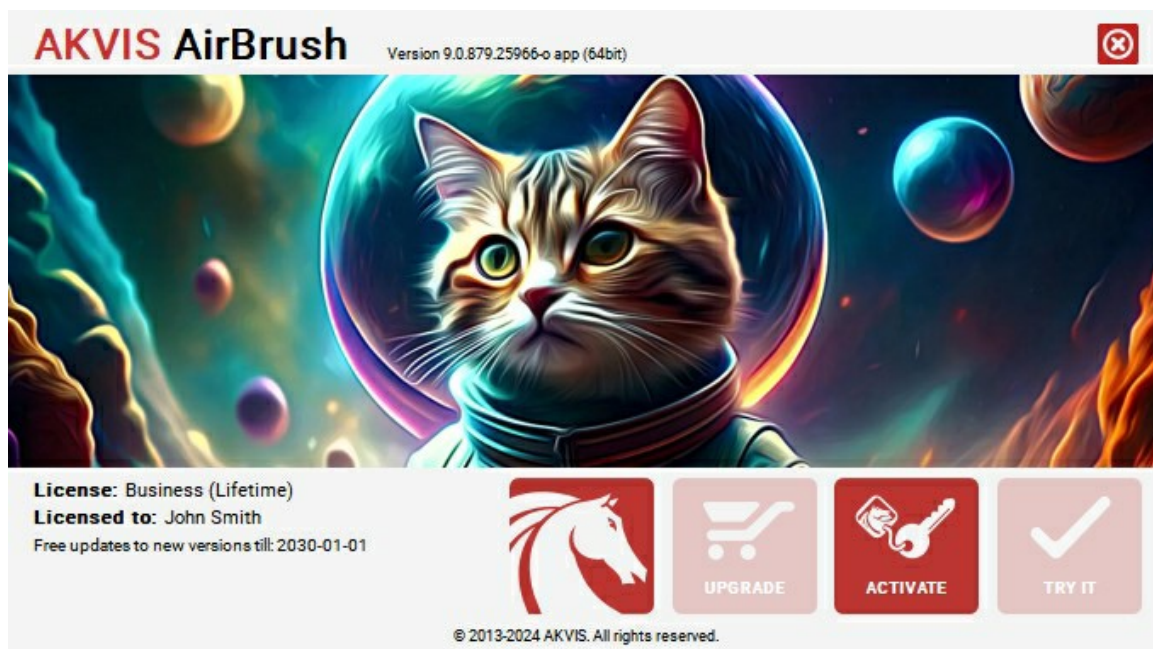 AKVIS AirBrush Version 9.0.879.25966-o app (64bit)
License: Business (Lifetime)
Licensed to: John Smith
Free updates to new versions till: 2030-01-01
UPGRADE ACTIVATE TRY IT
© 2013-2024 AKVIS. All rights reserved.